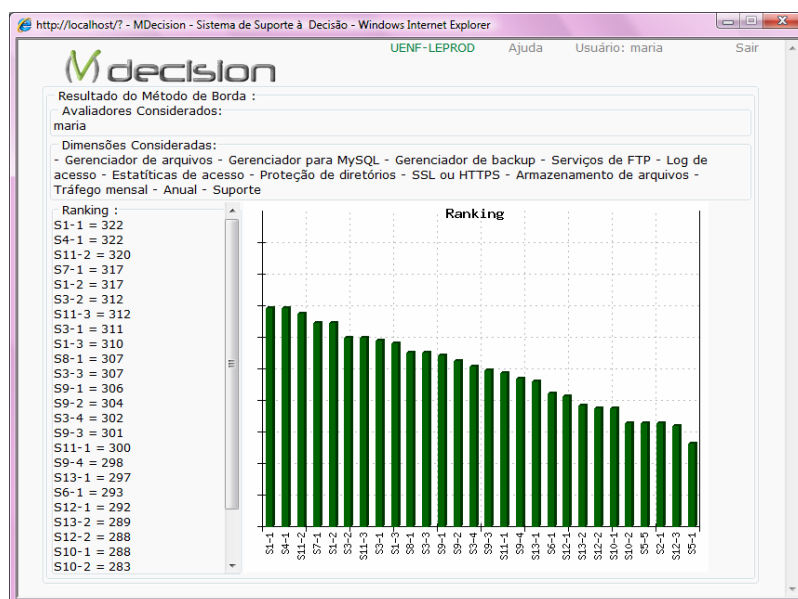 http://localhost/? - MDecision - Sistema de Suporte à Decisão - Windows Internet Explorer
UENF-LEPROD Ajuda Usuário: maria Sair
Mdecision
Resultado do Método de Borda :
Avaliadores Considerados:
maria
Dimensões Consideradas:
- Gerenciador de arquivos - Gerenciador para MySQL - Gerenciador de backup - Serviços de FTP - Log de
acesso - Estatíticas de acesso - Proteção de diretórios - SSL ou HTTPS - Armazenamento de arquivos -
Tráfego mensal - Anual - Suporte
Ranking :
S1-1 = 322
S4-1 = 322
S11-2 = 320
S7-1 = 317
S1-2 = 317
S3-2 = 312
S11-3 = 312
S3-1 = 311
S1-3 = 310
S8-1 = 307
S3-3 = 307
S9-1 = 306
S9-2 = 304
S3-4 = 302
S9-3 = 301
S11-1 = 300
S9-4 = 298
S13-1 = 297
S6-1 = 293
S12-1 = 292
S13-2 = 289
S12-2 = 288
S10-1 = 288
S10-2 = 283
Ranking
S1-1
S4-1
S11-2
S7-1
S1-2
S3-2
S11-3
S3-1
S1-3
S8-1
S3-3
S9-1
S9-2
S3-4
S9-3
S11-1
S9-4
S13-1
S6-1
S12-1
S13-2
S12-2
S10-1
S10-2
S5-5
S2-1
S12-3
S5-1